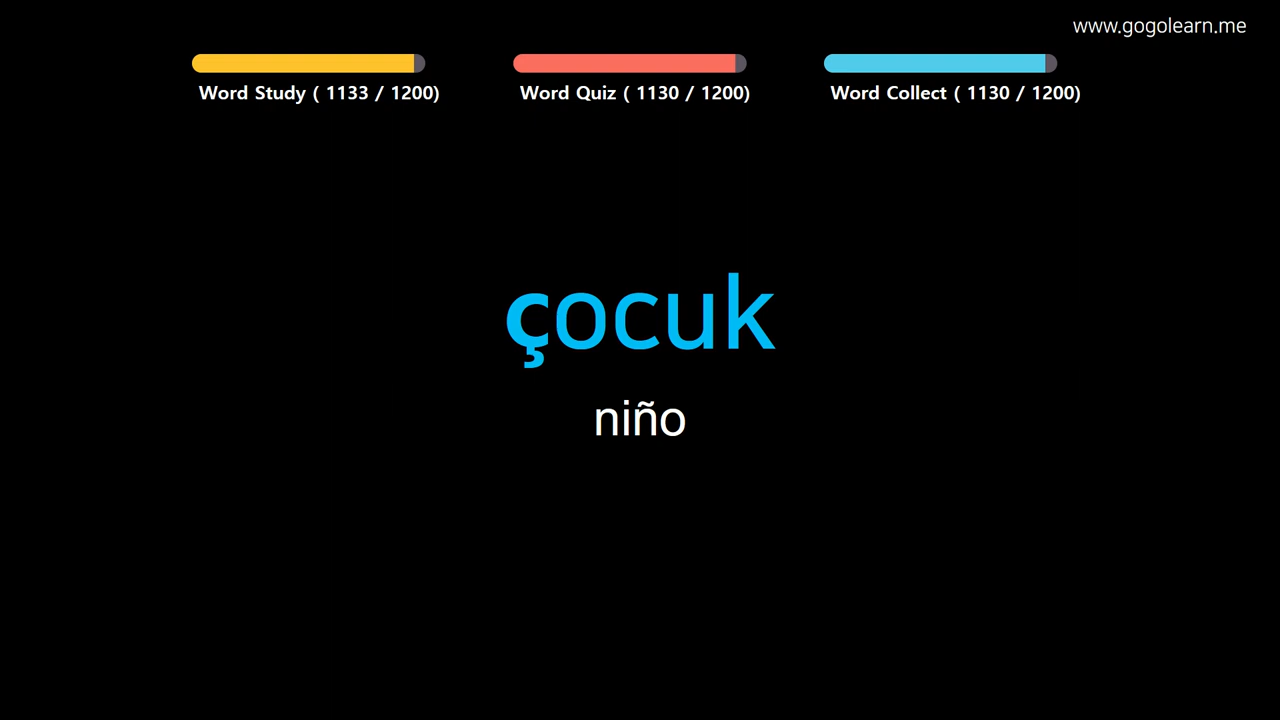 www.gogolearn.me
Word Study ( 1133 / 1200)
Word Quiz ( 1130 / 1200)
Word Collect ( 1130 / 1200)
çocuk
niño